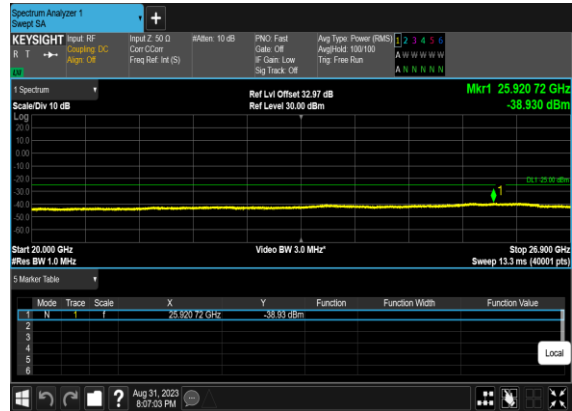 Spectrum Analyzer 1
Swept SA
+
KEYSIGHT Input: RF Input Z: 50 Ω #Atten: 10 dB PNO: Fast Avg Type: Power (RMS) 1 2 3 4 5 6
R T Coupling: DC Corr CCorr Gate: Off Avg|Hold: 100/100 A W W W W W
Align: Off Freq Ref: Int (S) IF Gain: Low Trig: Free Run
Sig Track: Off A N N N N N
1 Spectrum Ref Lvl Offset 32.97 dB Mkr1 25.920 72 GHz
Scale/Div 10 dB Ref Level 30.00 dBm -38.930 dBm
Log
20.0
10.0
0.00
-10.0
-20.0 DL1 -25.00 dBm
-30.0 1
-40.0
-50.0
-60.0
Start 20.000 GHz Video BW 3.0 MHz* Stop 26.900 GHz
#Res BW 1.0 MHz Sweep 13.3 ms (40001 pts)
5 Marker Table
Mode Trace Scale X Y Function Function Width Function Value
1 N 1 f 25.920 72 GHz -38.93 dBm
2
3
4
5
6
Local
? Aug 31, 2023
8:07:03 PM